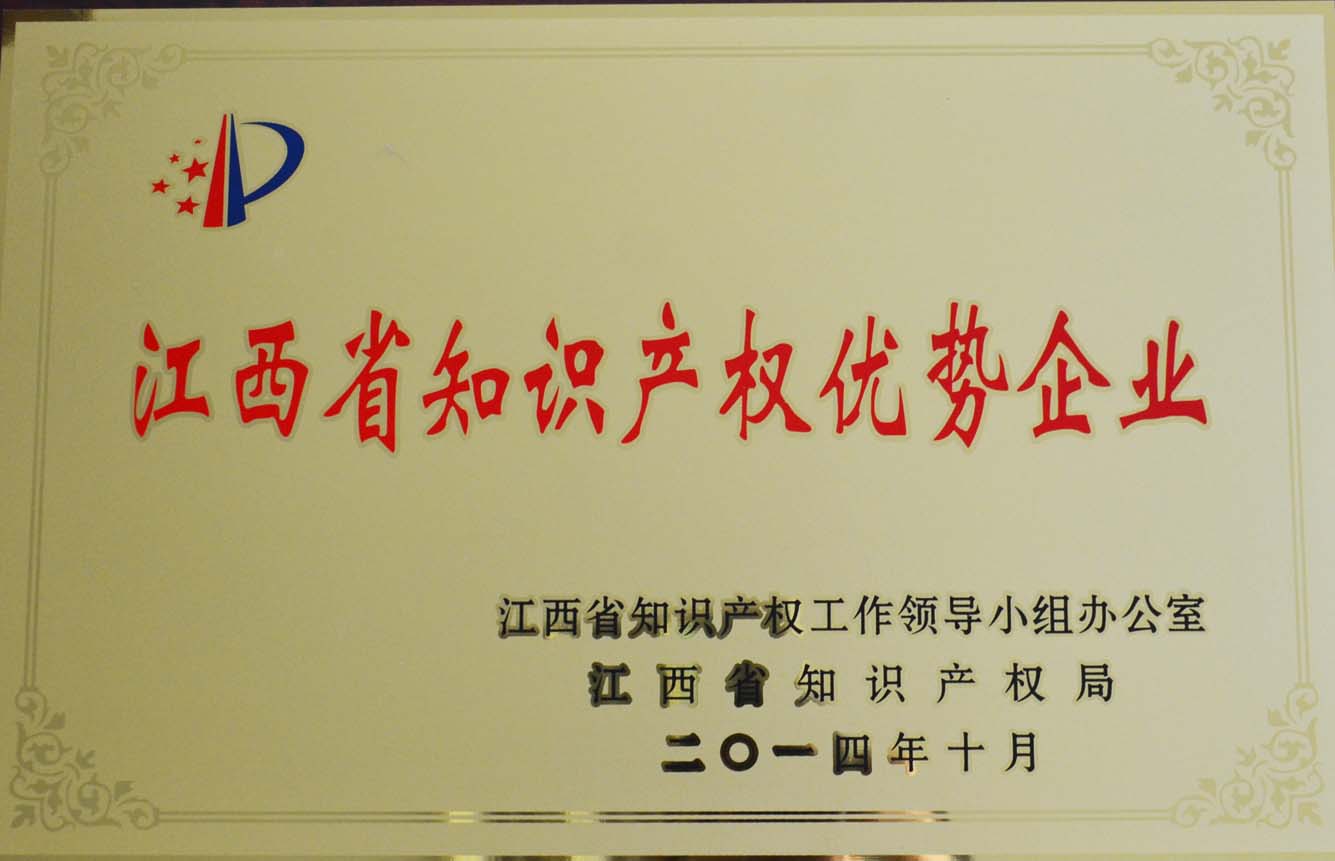 江西省知识产权优势企业
江西省知识产权工作领导小组办公室
江西省知识产权局
二〇一四年十月